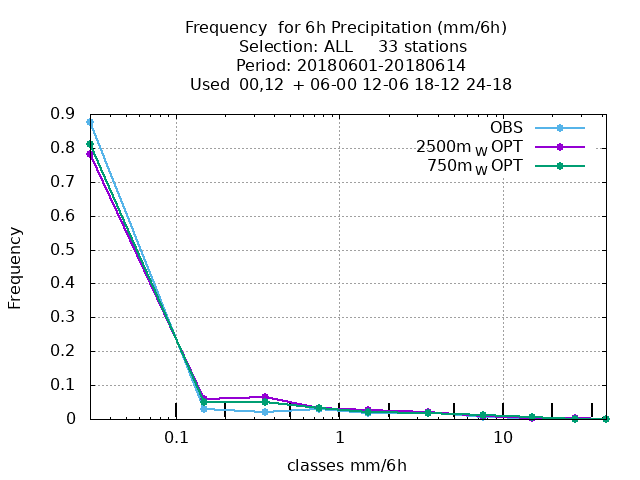 Frequency  for 6h Precipitation (mm/6h)
Selection: ALL     33 stations
Period: 20180601-20180614
Used  00,12  + 06-00 12-06 18-12 24-18
OBS
2500m_W OPT
750m_W OPT
0.9
0.8
0.7
0.6
0.5
0.4
0.3
0.2
0.1
0
Frequency
0.1 1 10
classes mm/6h